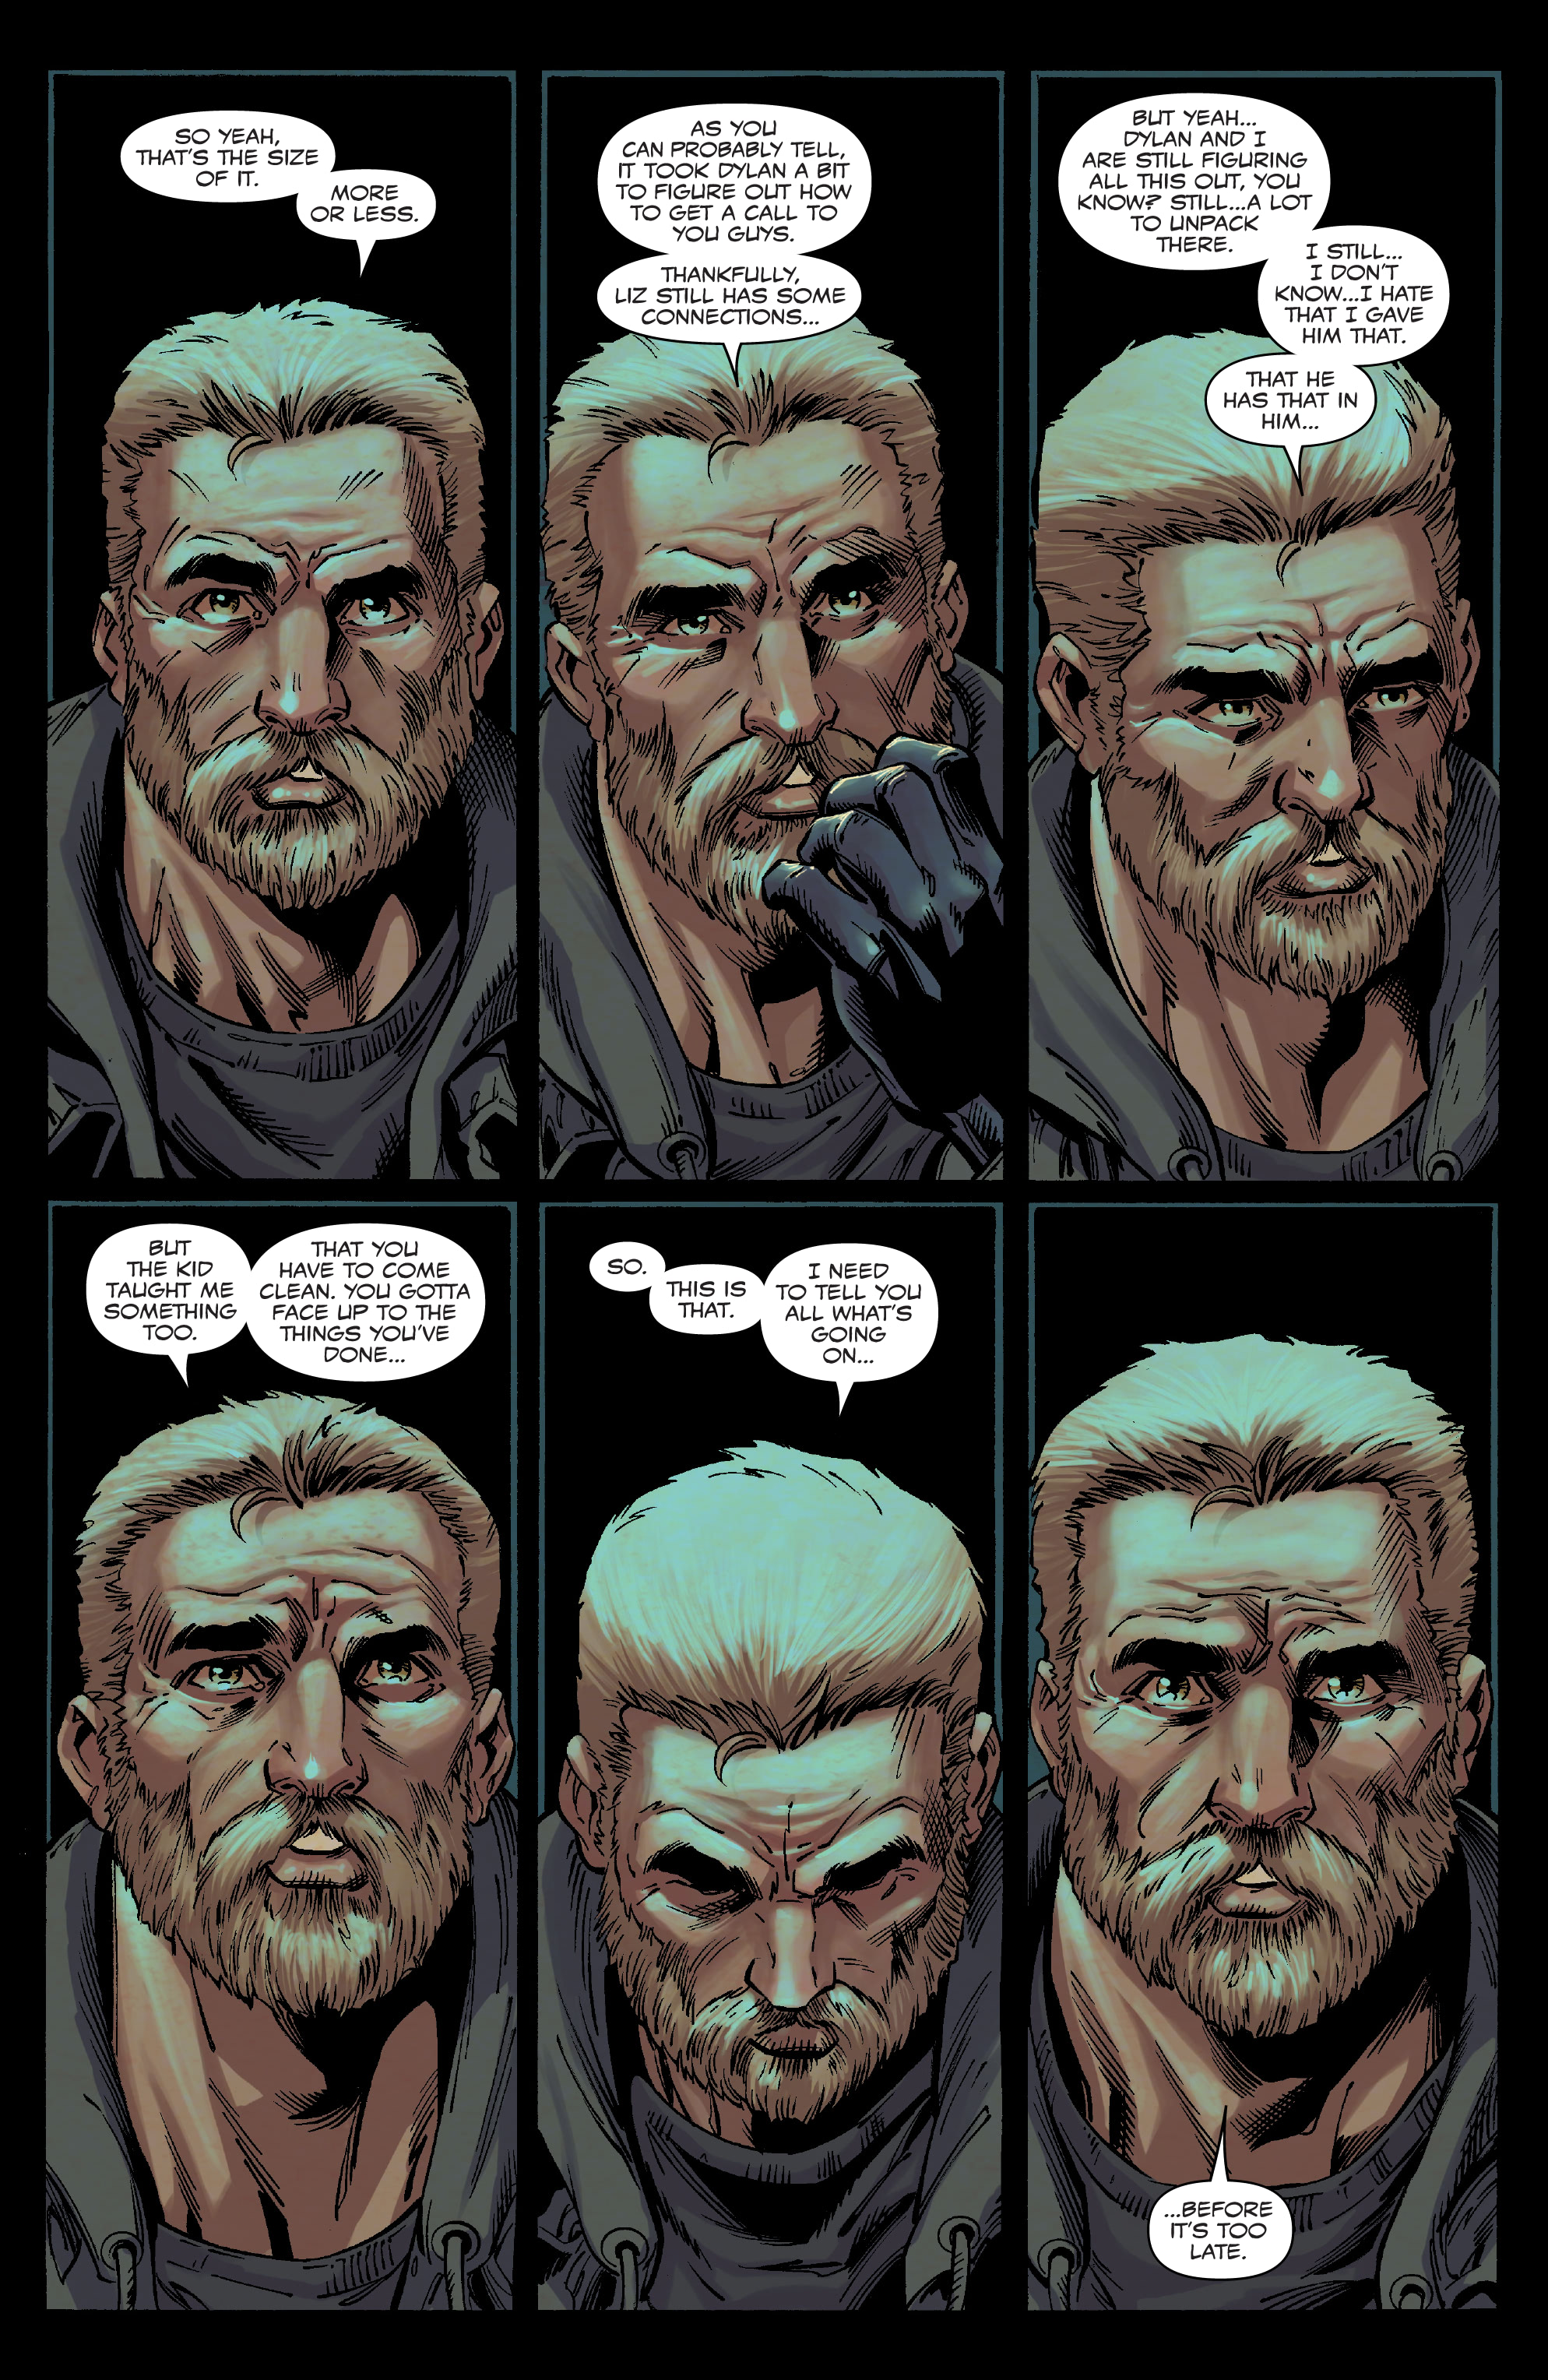 SO YEAH,
THAT'S THE SIZE
OF IT.
MORE
OR LESS.
AS YOU
CAN PROBABLY TELL,
IT TOOK DYLAN A BIT
TO FIGURE OUT HOW
TO GET A CALL TO
YOU GUYS.
THANKFULLY,
LIZ STILL HAS SOME
CONNECTIONS...
BUT YEAH...
DYLAN AND I
ARE STILL FIGURING
ALL THIS OUT, YOU
KNOW? STILL...A LOT
TO UNPACK
THERE.
I STILL...
I DON'T
KNOW...I HATE
THAT I GAVE
HIM THAT.
THAT HE
HAS THAT IN
HIM...
BUT
THE KID
TAUGHT ME
SOMETHING
TOO.
THAT YOU
HAVE TO COME
CLEAN. YOU GOTTA
FACE UP TO THE
THINGS YOU'VE
DONE...
SO.
THIS IS
THAT.
I NEED
TO TELL YOU
ALL WHAT'S
GOING
ON...
...BEFORE
IT'S TOO
LATE.